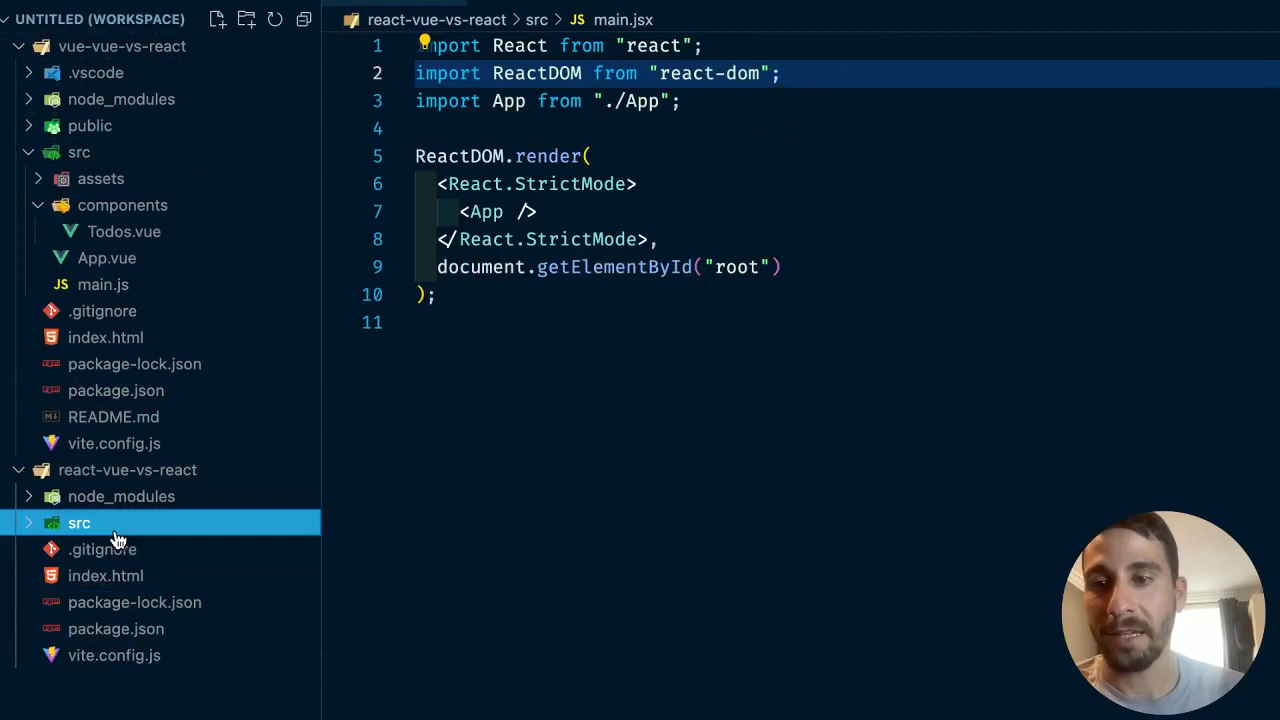 UNTITLED (WORKSPACE)
vue-vue-vs-react
.vscode
node_modules
public
src
assets
components
Todos.vue
App.vue
JS main.js
.gitignore
index.html
package-lock.json
package.json
README.md
vite.config.js
react-vue-vs-react
node_modules
src
.gitignore
index.html
package-lock.json
package.json
vite.config.js
react-vue-vs-react > src > JS main.jsx
1 import React from "react";
2 import ReactDOM from "react-dom";
3 import App from "./App";
4
5 ReactDOM.render(
6 <React.StrictMode>
7 <App />
8 </React.StrictMode>,
9 document.getElementById("root")
10 );
11